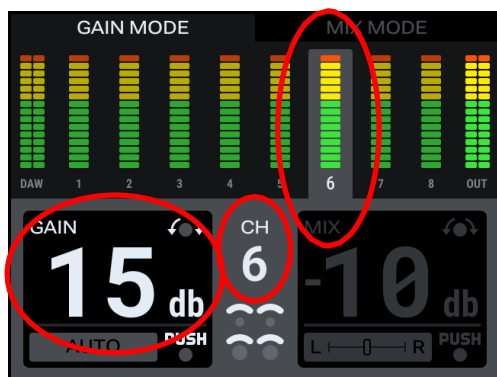 GAIN MODE MIX MODE
DAW 1 2 3 4 5 6 7 8 OUT
GAIN CH MIX
15 db 6 -10 db
AUTO PUSH L R PUSH